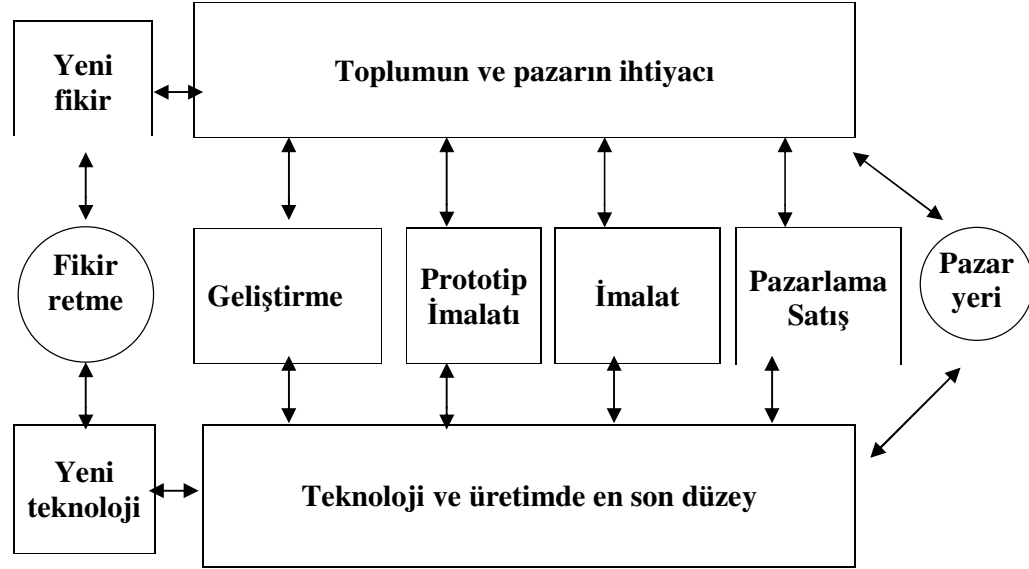 Yeni
fikir
Toplumun ve pazarın ihtiyacı
Fikir
retme
Geliştirme
Prototip
İmalatı
İmalat
Pazarlama
Satış
Pazar
yeri
Yeni
teknoloji
Teknoloji ve üretimde en son düzey